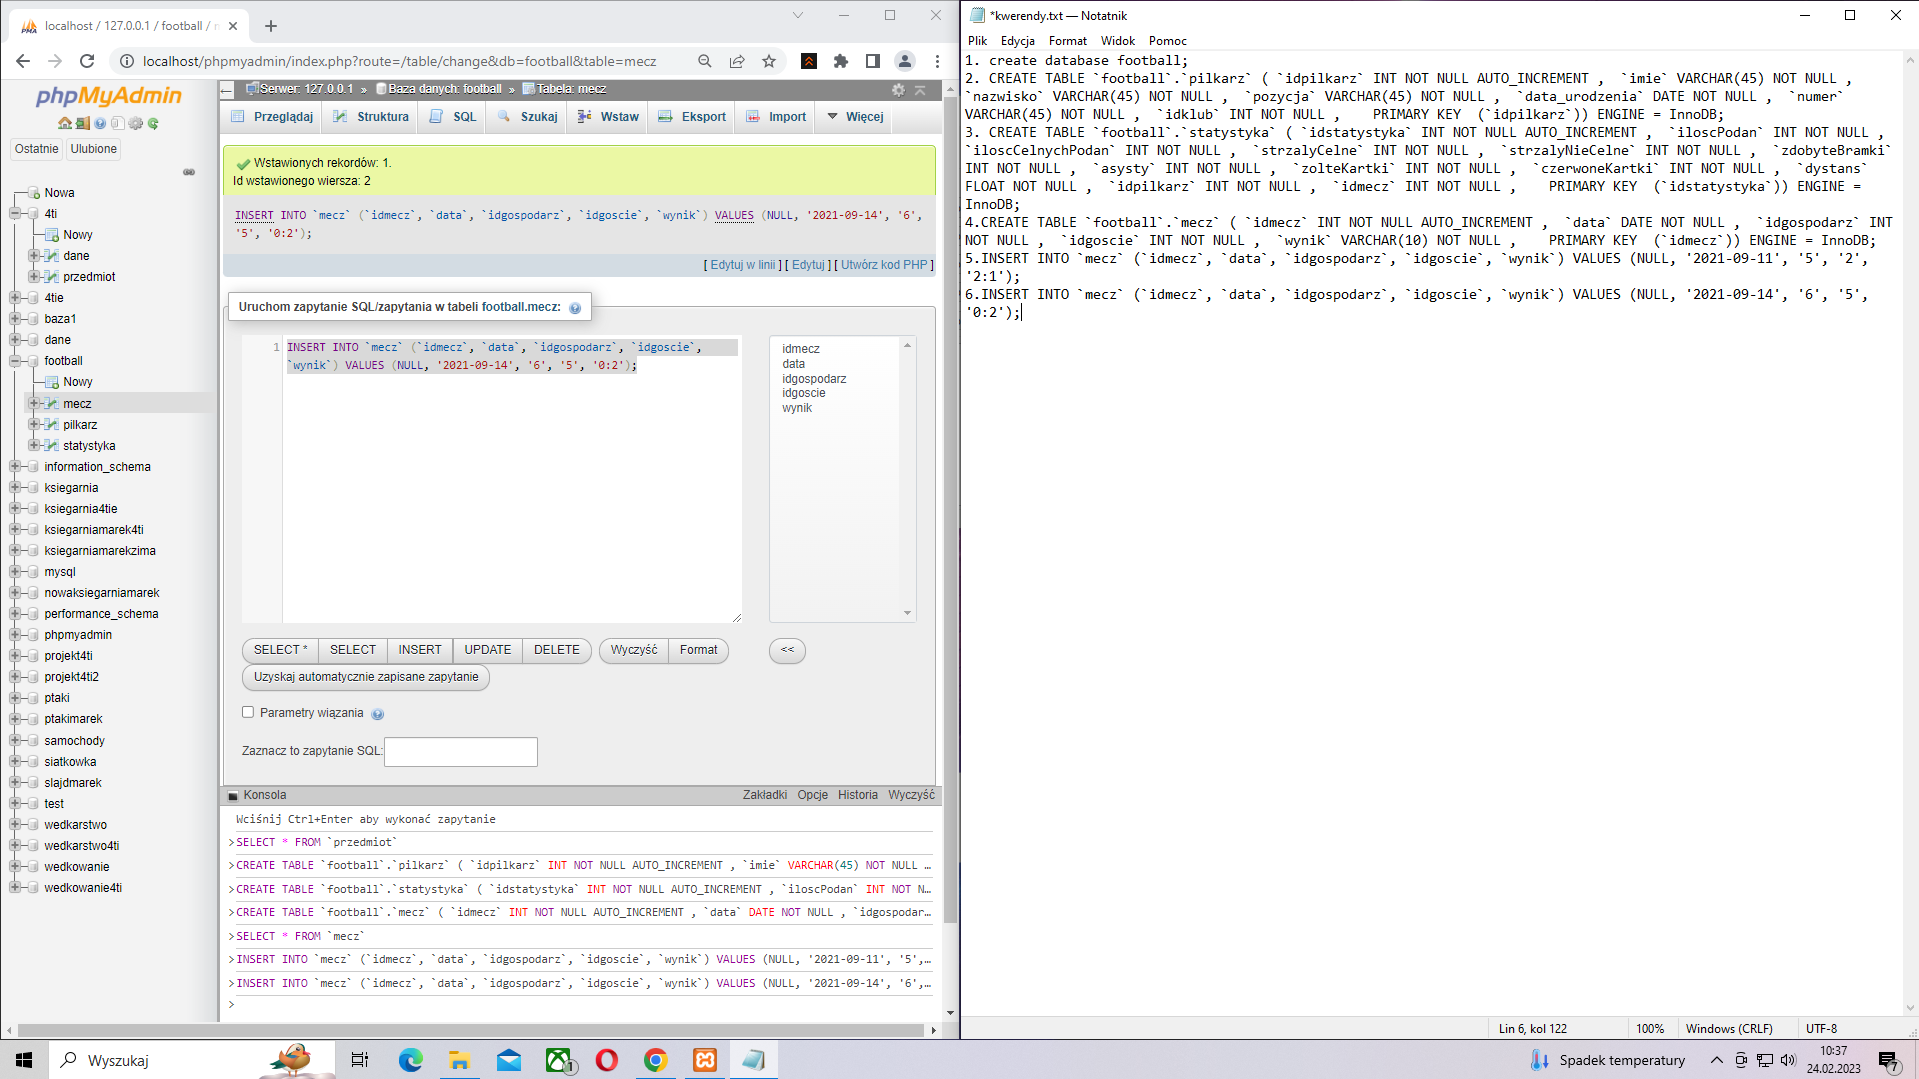 localhost / 127.0.0.1 / football / m
localhost/phpmyadmin/index.php?route=/table/change&db=football&table=mecz
phpMyAdmin
Ostatnie
Ulubione
Nowa
4ti
Nowy
dane
przedmiot
4tie
baza1
dane
football
Nowy
mecz
pilkarz
statystyka
information_schema
ksiegarnia
ksiegarnia4tie
ksiegarniamarek4ti
ksiegarniamarekzima
mysql
nowaksiegarniamarek
performance_schema
phpmyadmin
projekt4ti
projekt4ti2
ptaki
ptakimarek
samochody
siatkowka
slajdmarek
test
wedkarstwo
wedkarstwo4ti
wedkowanie
wedkowanie4ti
Serwer: 127.0.0.1 » Baza danych: football » Tabela: mecz
Przeglądaj Struktura SQL Szukaj Wstaw Eksport Import Więcej
Wstawionych rekordów: 1.
Id wstawionego wiersza: 2
INSERT INTO `mecz` (`idmecz`, `data`, `idgospodarz`, `idgoscie`, `wynik`) VALUES (NULL, '2021-09-14', '6',
'5', '0:2');
[ Edytuj w linii ] [ Edytuj ] [ Utwórz kod PHP ]
Uruchom zapytanie SQL/zapytania w tabeli football.mecz:
1 INSERT INTO `mecz` (`idmecz`, `data`, `idgospodarz`, `idgoscie`,
`wynik`) VALUES (NULL, '2021-09-14', '6', '5', '0:2');
idmecz
data
idgospodarz
idgoscie
wynik
SELECT * SELECT INSERT UPDATE DELETE Wyczyść Format <<
Uzyskaj automatycznie zapisane zapytanie
Parametry wiązania
Zaznacz to zapytanie SQL:
Konsola Zakładki Opcje Historia Wyczyść
Wciśnij Ctrl+Enter aby wykonać zapytanie
>SELECT * FROM `przedmiot`
>CREATE TABLE `football`.`pilkarz` ( `idpilkarz` INT NOT NULL AUTO_INCREMENT , `imie` VARCHAR(45) NOT NULL …
>CREATE TABLE `football`.`statystyka` ( `idstatystyka` INT NOT NULL AUTO_INCREMENT , `iloscPodan` INT NOT N…
>CREATE TABLE `football`.`mecz` ( `idmecz` INT NOT NULL AUTO_INCREMENT , `data` DATE NOT NULL , `idgospodar…
>SELECT * FROM `mecz`
>INSERT INTO `mecz` (`idmecz`, `data`, `idgospodarz`, `idgoscie`, `wynik`) VALUES (NULL, '2021-09-11', '5',…
>INSERT INTO `mecz` (`idmecz`, `data`, `idgospodarz`, `idgoscie`, `wynik`) VALUES (NULL, '2021-09-14', '6',…
>
*kwerendy.txt — Notatnik
Plik Edycja Format Widok Pomoc
1. create database football;
2. CREATE TABLE `football`.`pilkarz` ( `idpilkarz` INT NOT NULL AUTO_INCREMENT , `imie` VARCHAR(45) NOT NULL ,
`nazwisko` VARCHAR(45) NOT NULL , `pozycja` VARCHAR(45) NOT NULL , `data_urodzenia` DATE NOT NULL , `numer`
VARCHAR(45) NOT NULL , `idklub` INT NOT NULL , PRIMARY KEY (`idpilkarz`)) ENGINE = InnoDB;
3. CREATE TABLE `football`.`statystyka` ( `idstatystyka` INT NOT NULL AUTO_INCREMENT , `iloscPodan` INT NOT NULL ,
`iloscCelnychPodan` INT NOT NULL , `strzalyCelne` INT NOT NULL , `strzalyNieCelne` INT NOT NULL , `zdobyteBramki`
INT NOT NULL , `asysty` INT NOT NULL , `zolteKartki` INT NOT NULL , `czerwoneKartki` INT NOT NULL , `dystans`
FLOAT NOT NULL , `idpilkarz` INT NOT NULL , `idmecz` INT NOT NULL , PRIMARY KEY (`idstatystyka`)) ENGINE =
InnoDB;
4.CREATE TABLE `football`.`mecz` ( `idmecz` INT NOT NULL AUTO_INCREMENT , `data` DATE NOT NULL , `idgospodarz` INT
NOT NULL , `idgoscie` INT NOT NULL , `wynik` VARCHAR(10) NOT NULL , PRIMARY KEY (`idmecz`)) ENGINE = InnoDB;
5.INSERT INTO `mecz` (`idmecz`, `data`, `idgospodarz`, `idgoscie`, `wynik`) VALUES (NULL, '2021-09-11', '5', '2',
'2:1');
6.INSERT INTO `mecz` (`idmecz`, `data`, `idgospodarz`, `idgoscie`, `wynik`) VALUES (NULL, '2021-09-14', '6', '5',
'0:2');
Lin 6, kol 122 100% Windows (CRLF) UTF-8
Wyszukaj
1
Spadek temperatury
10:37
24.02.2023
7